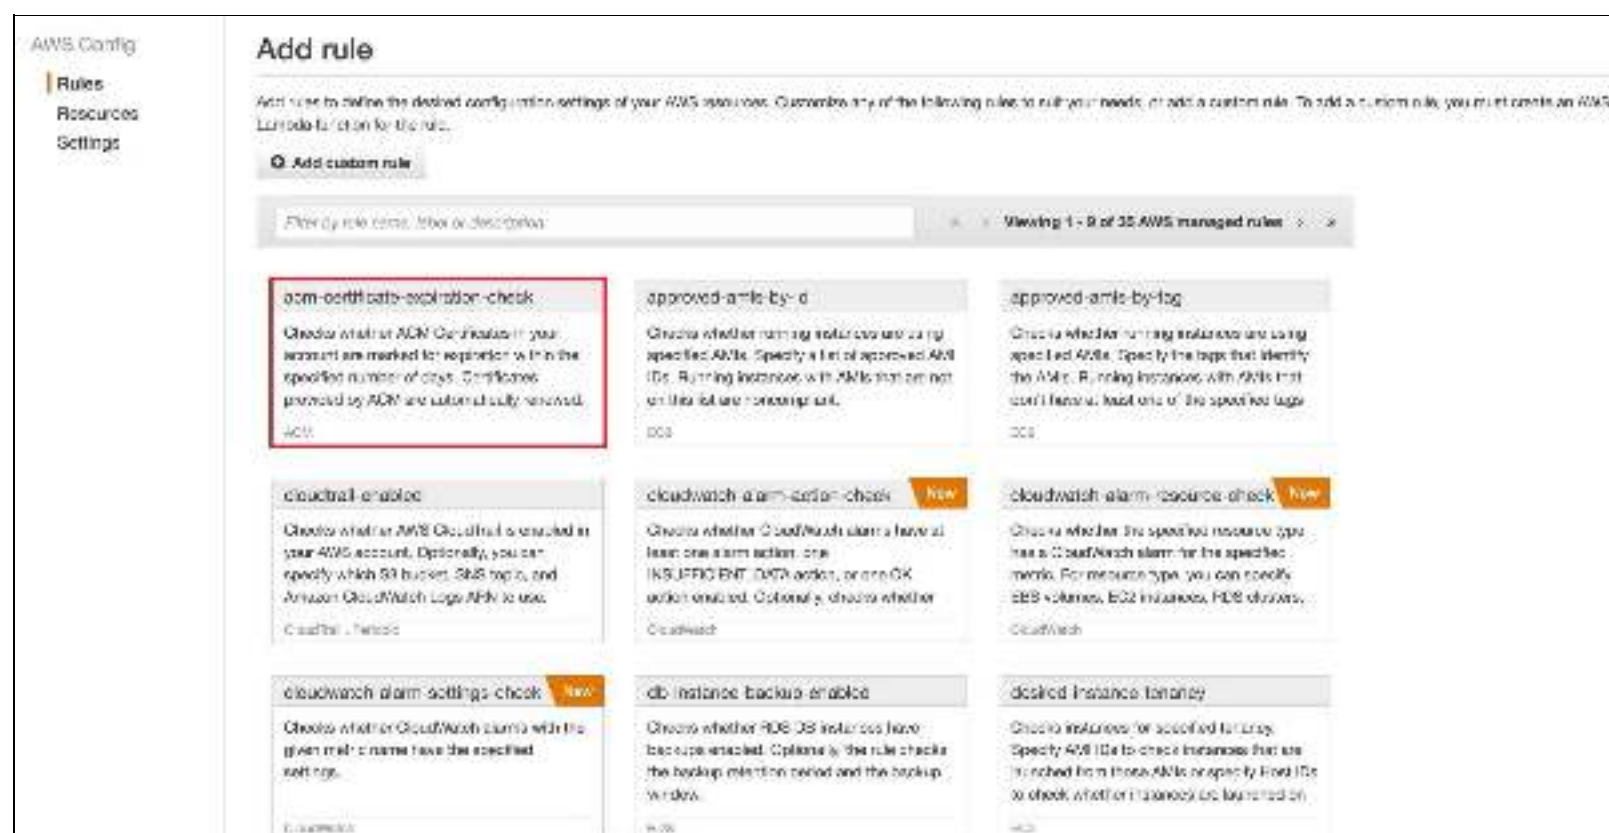 AWS Config
Rules
Resources
Settings
Add rule
Add rules to define the desired configuration settings of your AWS resources. Customize any of the following rules to suit your needs, or add a custom rule. To add a custom rule, you must create an AWS
Lambda function for the rule.
Add custom rule
Filter by rule name, label or description
Viewing 1 - 9 of 35 AWS managed rules
acm-certificate-expiration-check
Checks whether ACM Certificates in your
account are marked for expiration within the
specified number of days. Certificates
provided by ACM are automatically renewed.
ACM
approved-amis-by-id
Checks whether running instances are using
specified AMIs. Specify a list of approved AMI
IDs. Running instances with AMIs that are not
on this list are noncompliant.
EC2
approved-amis-by-tag
Checks whether running instances are using
specified AMIs. Specify the tags that identify
the AMIs. Running instances with AMIs that
don't have at least one of the specified tags
EC2
cloudtrail-enabled
Checks whether AWS CloudTrail is enabled in
your AWS account. Optionally, you can
specify which S3 bucket, SNS topic, and
Amazon CloudWatch Logs ARN to use.
CloudTrail, Periodic
cloudwatch-alarm-action-check
New
Checks whether CloudWatch alarms have at
least one alarm action, one
INSUFFICIENT_DATA action, or one OK
action enabled. Optionally, checks whether
CloudWatch
cloudwatch-alarm-resource-check
New
Checks whether the specified resource type
has a CloudWatch alarm for the specified
metric. For resource type, you can specify
EBS volumes, EC2 instances, RDS clusters,
CloudWatch
cloudwatch-alarm-settings-check
New
Checks whether CloudWatch alarms with the
given metric name have the specified
settings.
CloudWatch
db-instance-backup-enabled
Checks whether RDS DB instances have
backups enabled. Optionally, the rule checks
the backup retention period and the backup
window.
RDS
desired-instance-tenancy
Checks instances for specified tenancy.
Specify AMI IDs to check instances that are
launched from those AMIs or specify Host IDs
to check whether instances are launched on
EC2